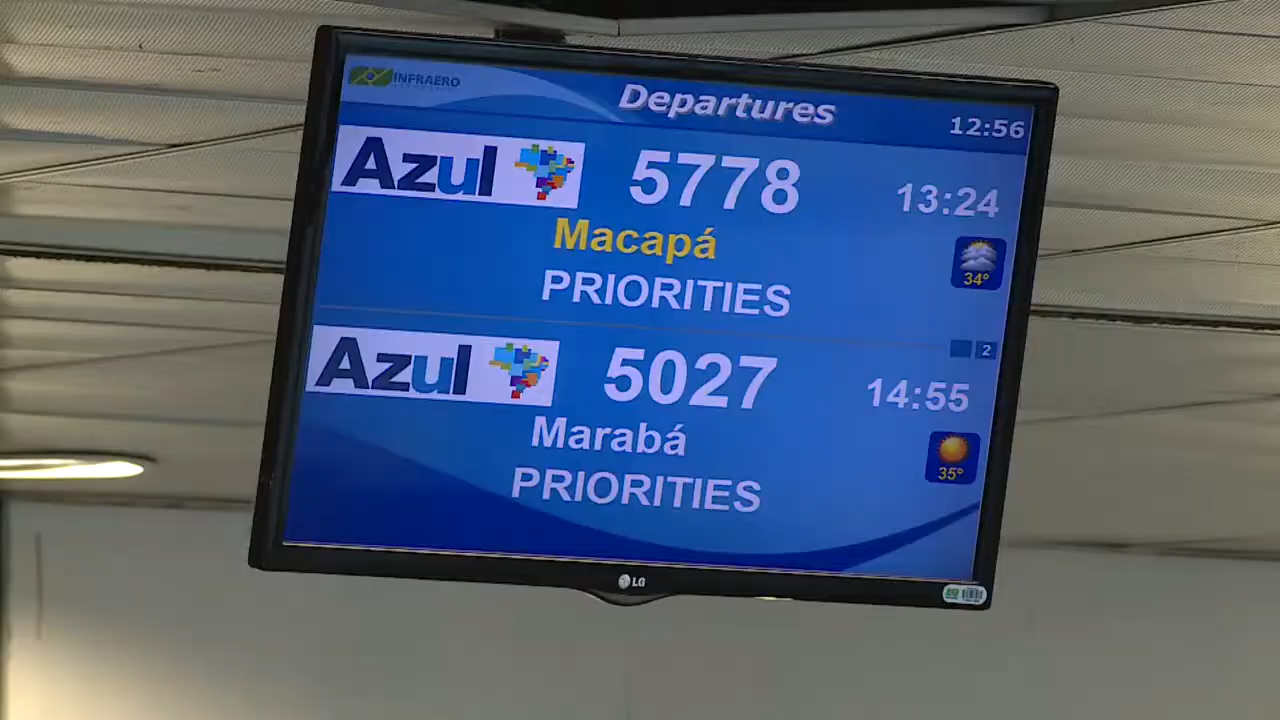 INFRAERO
Departures
12:56
Azul
5778
13:24
Macapá
34°
PRIORITIES
2
Azul
5027
14:55
Marabá
35°
PRIORITIES
LG